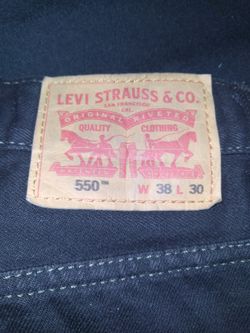 LEVI STRAUSS & CO.
SAN FRANCISCO
CAL.
ORIGINAL RIVETED
QUALITY CLOTHING
550™ W 38 L 30